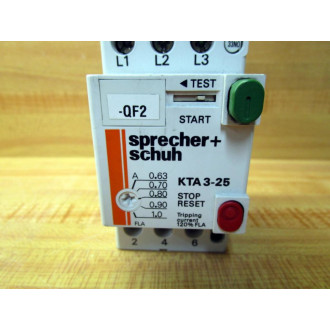 L1 L2 L3
33NO
◄ TEST
-QF2
START
sprecher+
schuh
KTA 3-25
A 0.63
0.70
0.80
0.90
1.0
FLA
STOP
RESET
Tripping
current
120% FLA
2 4 6